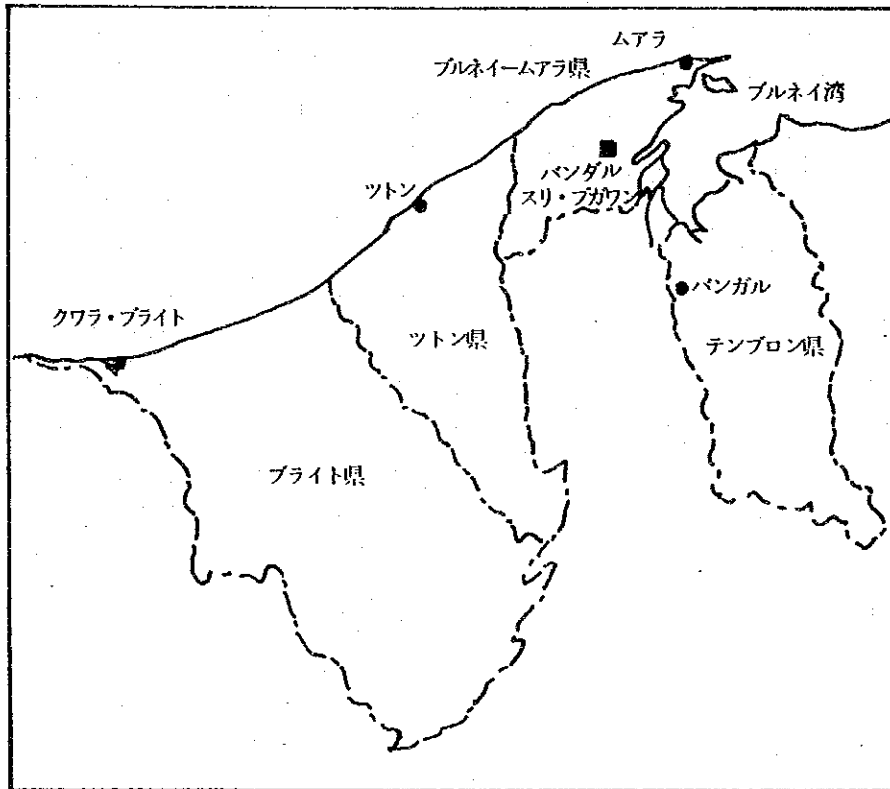 ムアラ
ブルネイームアラ県
ブルネイ湾
バンダル
スリ・ブガワン
ツトン
バンガル
クワラ・ブライト
ツトン県
テンブロン県
ブライト県